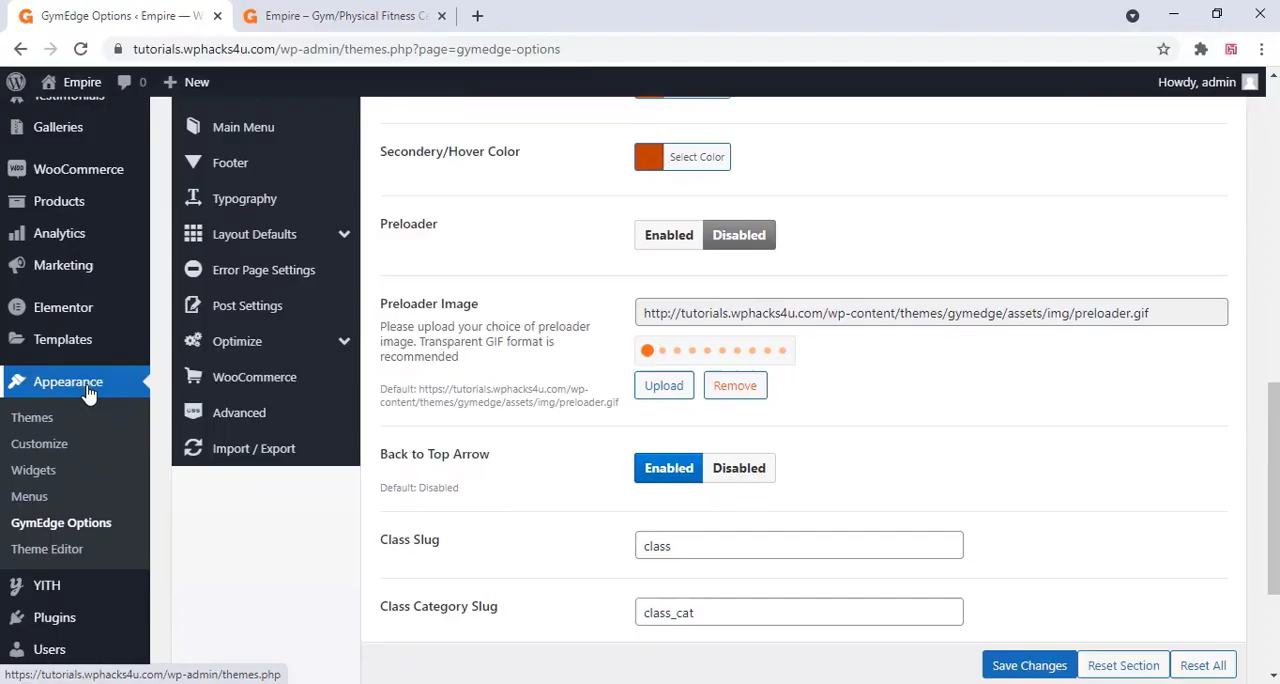 GymEdge Options ‹ Empire — W
Empire – Gym/Physical Fitness Ce
tutorials.wphacks4u.com/wp-admin/themes.php?page=gymedge-options
Empire
0
New
Howdy, admin
Testimonials
Galleries
WooCommerce
Products
Analytics
Marketing
Elementor
Templates
Appearance
Themes
Customize
Widgets
Menus
GymEdge Options
Theme Editor
YITH
Plugins
Users
Main Menu
Footer
Typography
Layout Defaults
Error Page Settings
Post Settings
Optimize
WooCommerce
CSS
Advanced
Import / Export
Secondery/Hover Color
Select Color
Preloader
Enabled
Disabled
Preloader Image
Please upload your choice of preloader
image. Transparent GIF format is
recommended
Default: https://tutorials.wphacks4u.com/wp-
content/themes/gymedge/assets/img/preloader.gif
http://tutorials.wphacks4u.com/wp-content/themes/gymedge/assets/img/preloader.gif
Upload
Remove
Back to Top Arrow
Default: Disabled
Enabled
Disabled
Class Slug
class
Class Category Slug
class_cat
Save Changes
Reset Section
Reset All
https://tutorials.wphacks4u.com/wp-admin/themes.php